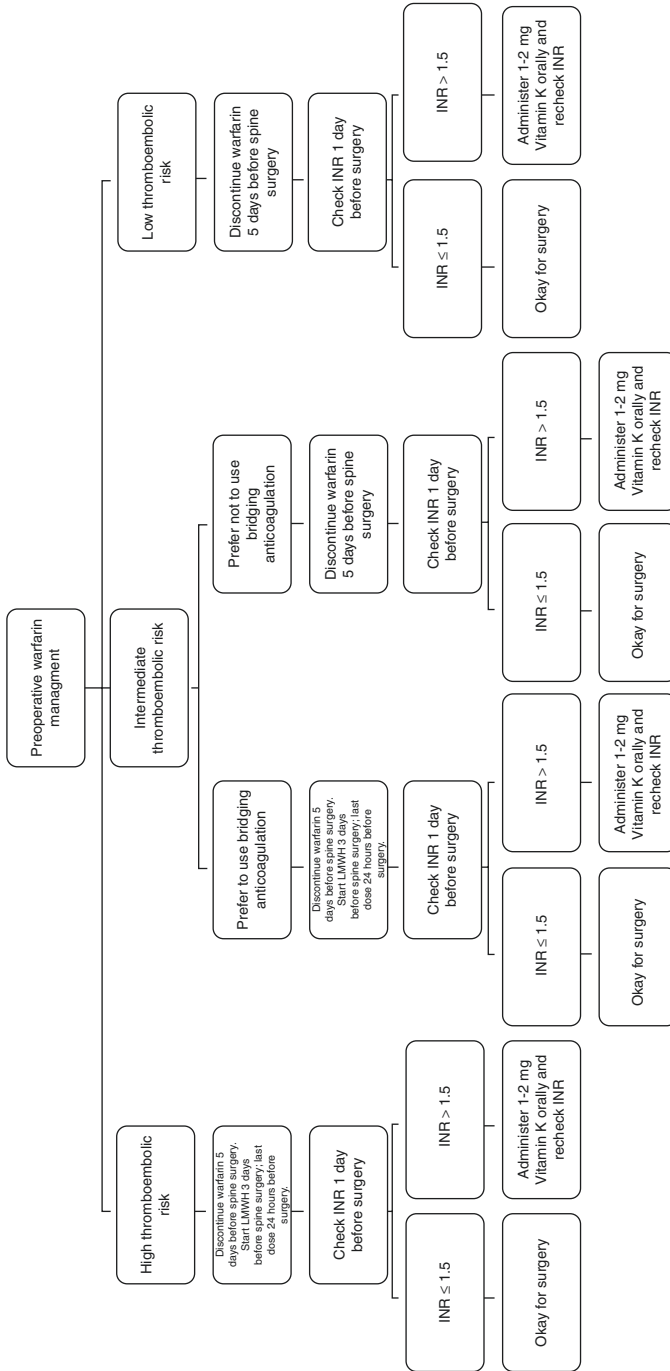 Preoperative warfarin
managment
High thromboembolic
risk
Discontinue warfarin 5
days before spine surgery.
Start LMWH 3 days
before spine surgery; last
dose 24 hours before
surgery.
Check INR 1 day
before surgery
INR ≤ 1.5
Okay for surgery
INR > 1.5
Administer 1-2 mg
Vitamin K orally and
recheck INR
Intermediate
thromboembolic risk
Prefer to use bridging
anticoagulation
Discontinue warfarin 5
days before spine surgery.
Start LMWH 3 days
before spine surgery; last
dose 24 hours before
surgery.
Check INR 1 day
before surgery
INR ≤ 1.5
Okay for surgery
INR > 1.5
Administer 1-2 mg
Vitamin K orally and
recheck INR
Prefer not to use
bridging
anticoagulation
Discontinue warfarin
5 days before spine
surgery
Check INR 1 day
before surgery
INR ≤ 1.5
Okay for surgery
INR > 1.5
Administer 1-2 mg
Vitamin K orally and
recheck INR
Low thromboembolic
risk
Discontinue warfarin
5 days before spine
surgery
Check INR 1 day
before surgery
INR ≤ 1.5
Okay for surgery
INR > 1.5
Administer 1-2 mg
Vitamin K orally and
recheck INR